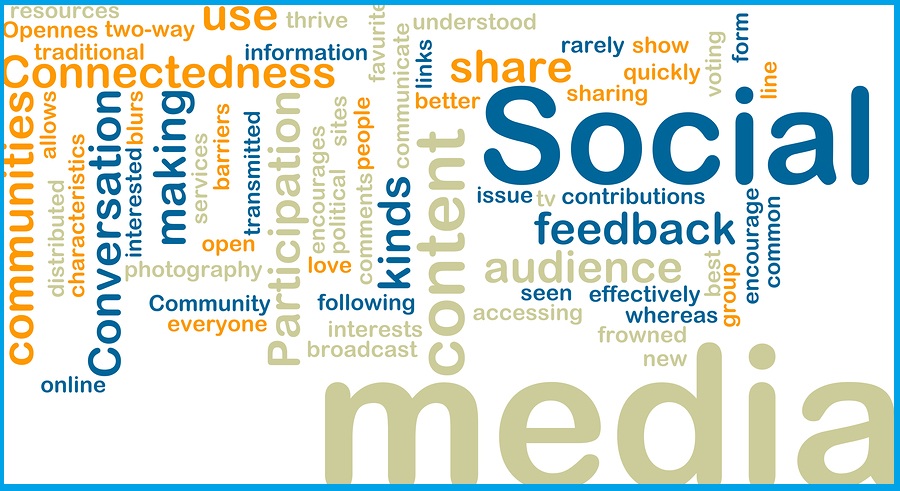 resources
Opennes two-way
use
thrive
favurite
understood
traditional
information
Connectedness
communicate
links
share
better
rarely show
quickly
sharing
voting
form
line
Social
communities
allows
characteristics
distributed
Conversation
blurs
interested
making
services
barriers
transmitted
open
photography
Participation
encourages
sites
political
people
comments
love
kinds
content
issue tv contributions
feedback
audience
seen effectively
accessing
whereas
best
group
encourage
common
Community
everyone
following
interests
broadcast
frowned
new
online
media